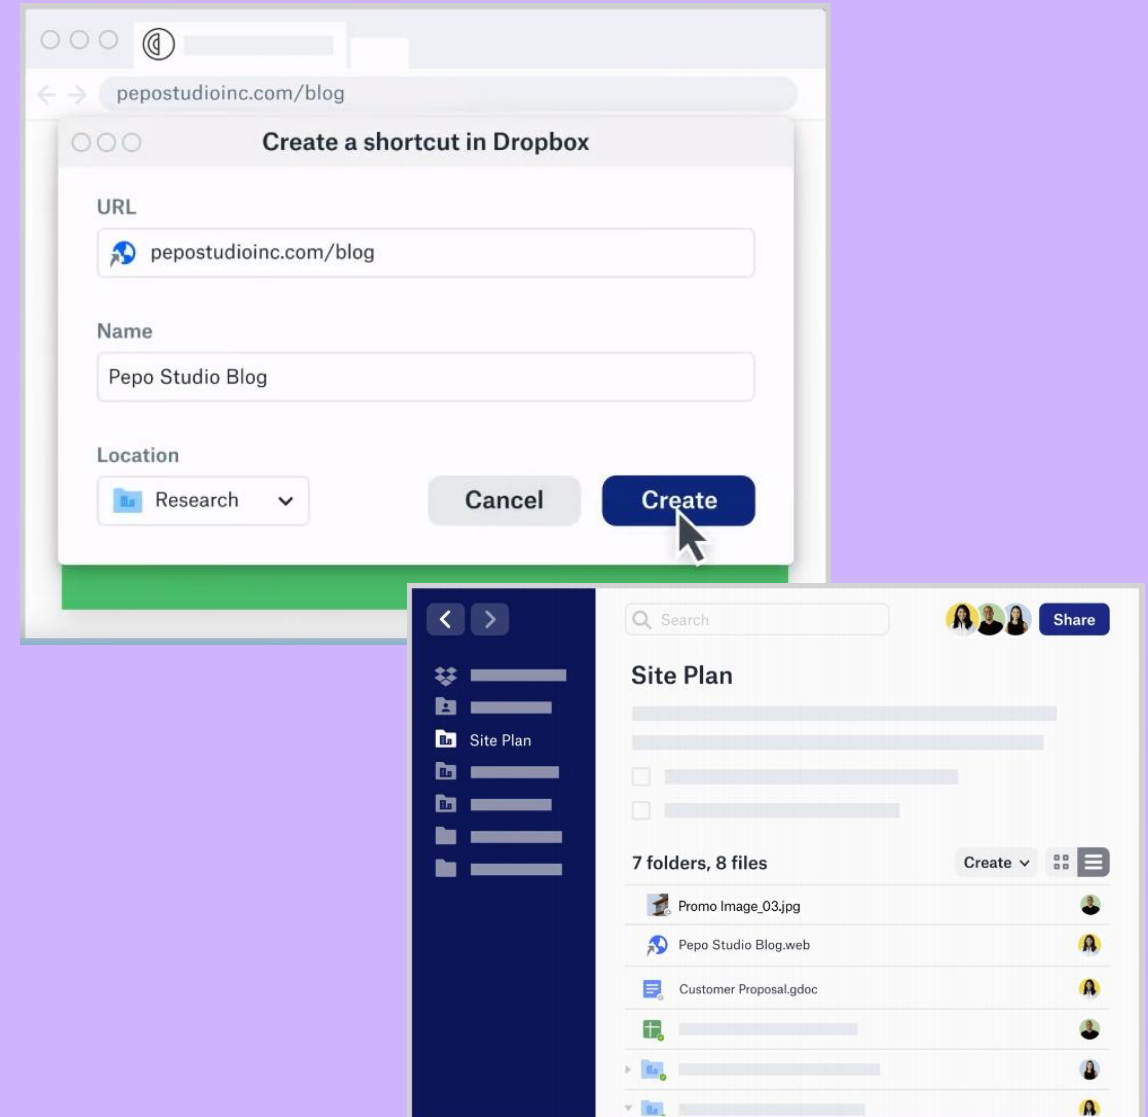 pepostudioinc.com/blog
Create a shortcut in Dropbox
URL
pepostudioinc.com/blog
Name
Pepo Studio Blog
Location
Research
Cancel
Create
Search
Share
Site Plan
Site Plan
7 folders, 8 files
Create
Promo Image_03.jpg
Pepo Studio Blog.web
Customer Proposal.gdoc